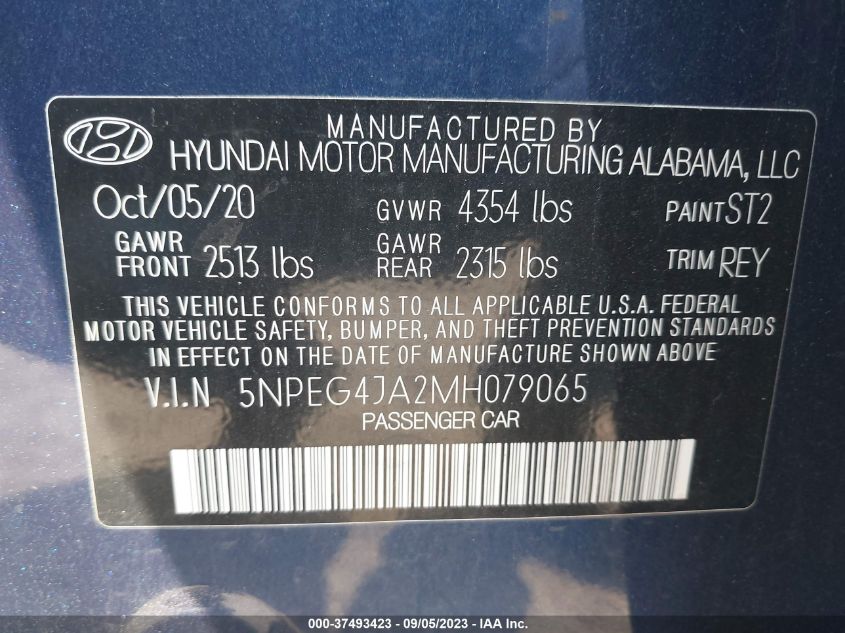 MANUFACTURED BY
HYUNDAI MOTOR MANUFACTURING ALABAMA, LLC
Oct/05/20 GVWR 4354 lbs PAINT ST2
GAWR FRONT 2513 lbs GAWR REAR 2315 lbs TRIM REY
THIS VEHICLE CONFORMS TO ALL APPLICABLE U.S.A. FEDERAL
MOTOR VEHICLE SAFETY, BUMPER, AND THEFT PREVENTION STANDARDS
IN EFFECT ON THE DATE OF MANUFACTURE SHOWN ABOVE
V.I.N 5NPEG4JA2MH079065
PASSENGER CAR
000-37493423 - 09/05/2023 - IAA Inc.